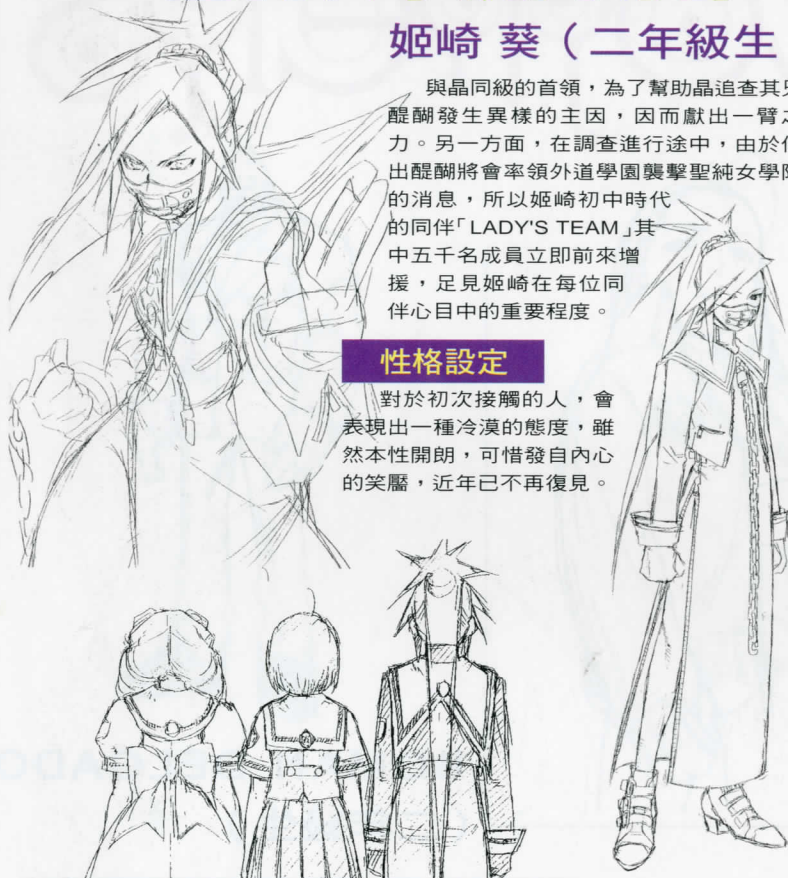 姬崎 葵（二年級生
與晶同級的首領，為了幫助晶追查其
醍醐發生異樣的主因，因而獻出一臂
力。另一方面，在調查進行途中，由於
出醍醐將會率領外道學園襲擊聖純女學
的消息，所以姬崎初中時代
的同伴「LADY'S TEAM」其
中五千名成員立即前來增
援，足見姬崎在每位同
伴心目中的重要程度。
性格設定
對於初次接觸的人，會
表現出一種冷漠的態度，雖
然本性開朗，可惜發自內心
的笑靨，近年已不再復見。